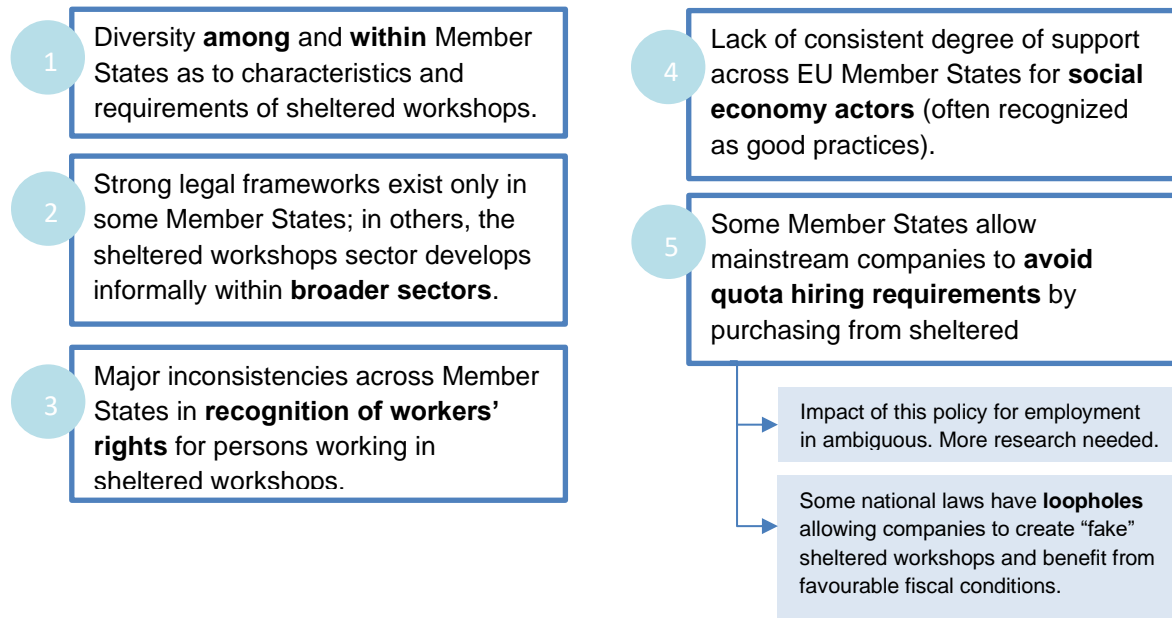 1
Diversity among and within Member
States as to characteristics and
requirements of sheltered workshops.
2
Strong legal frameworks exist only in
some Member States; in others, the
sheltered workshops sector develops
informally within broader sectors.
3
Major inconsistencies across Member
States in recognition of workers’
rights for persons working in
sheltered workshops.
4
Lack of consistent degree of support
across EU Member States for social
economy actors (often recognized
as good practices).
5
Some Member States allow
mainstream companies to avoid
quota hiring requirements by
purchasing from sheltered
Impact of this policy for employment
in ambiguous. More research needed.
Some national laws have loopholes
allowing companies to create “fake”
sheltered workshops and benefit from
favourable fiscal conditions.